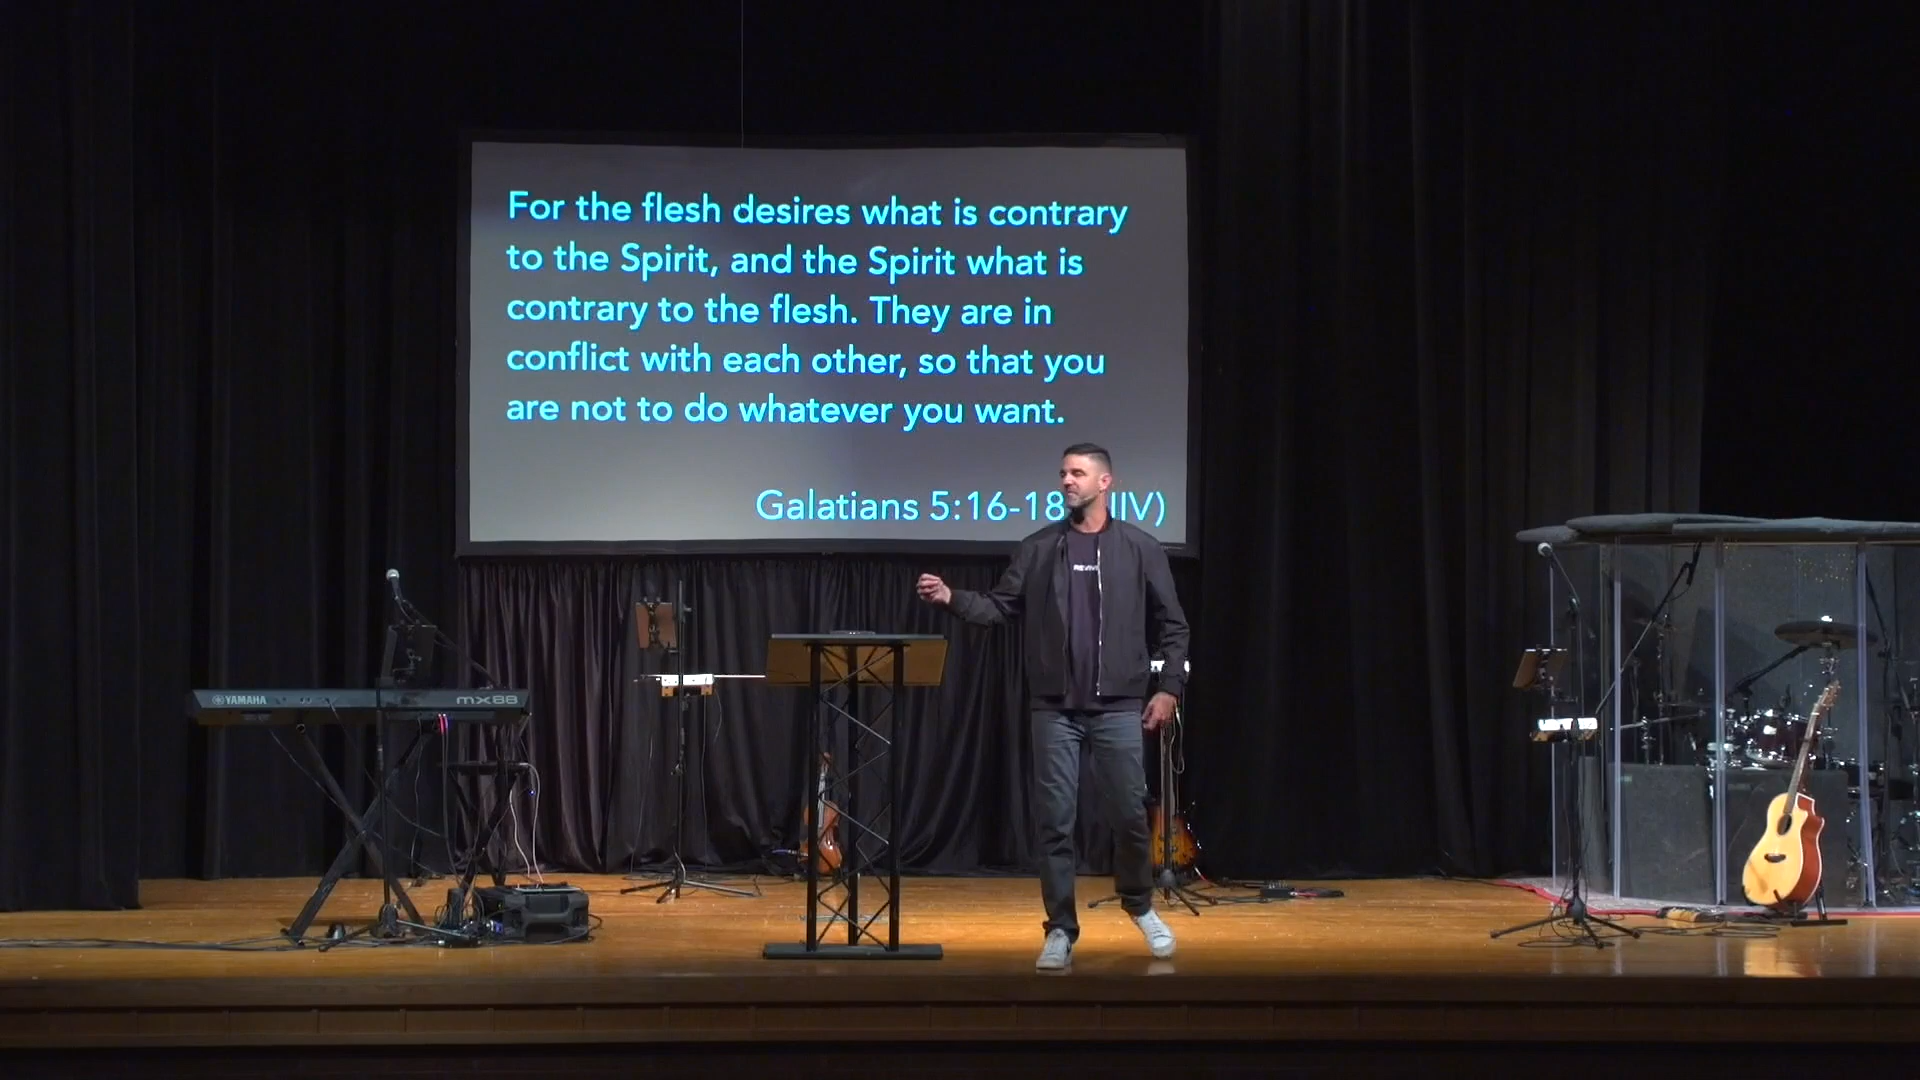 For the flesh desires what is contrary
to the Spirit, and the Spirit what is
contrary to the flesh. They are in
conflict with each other, so that you
are not to do whatever you want.
Galatians 5:16-18 IIV)
YAMAHA
MX88